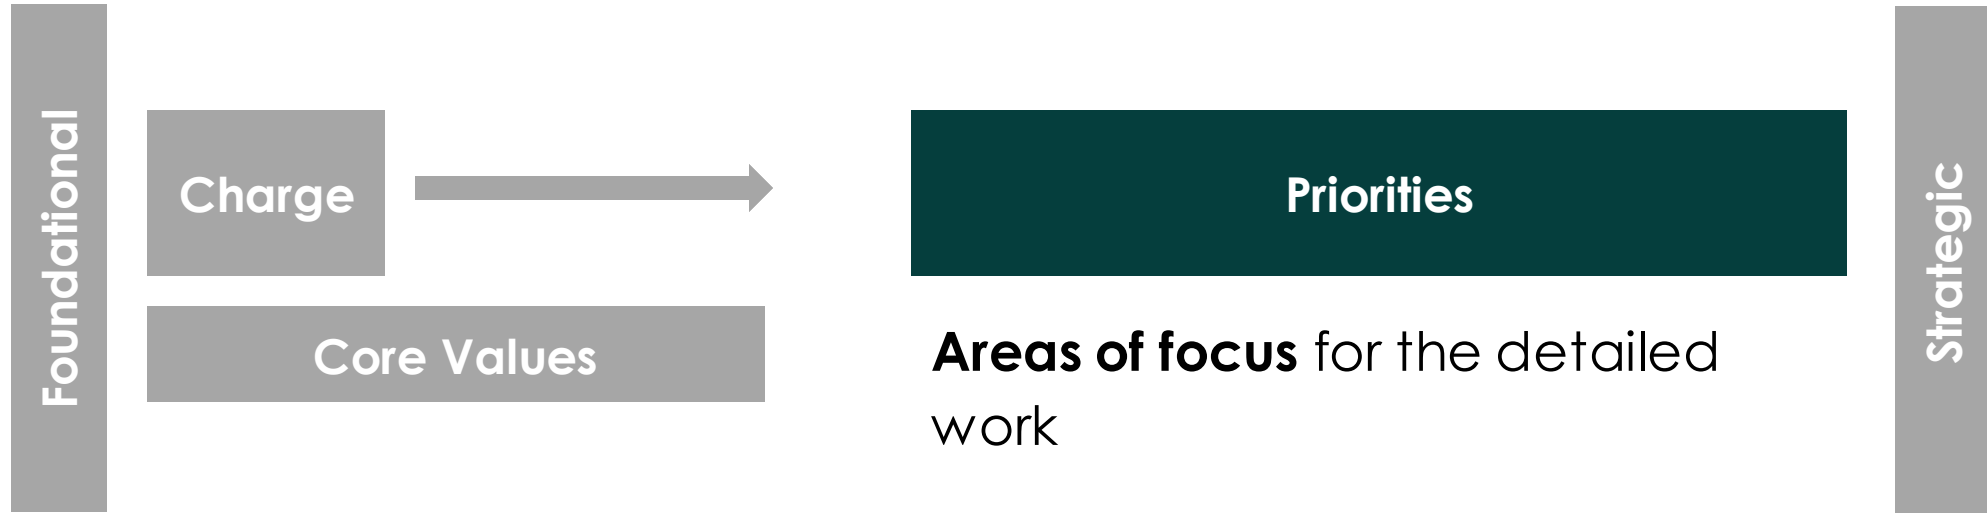 Foundational
Charge
Core Values
Priorities
Areas of focus for the detailed
work
Strategic